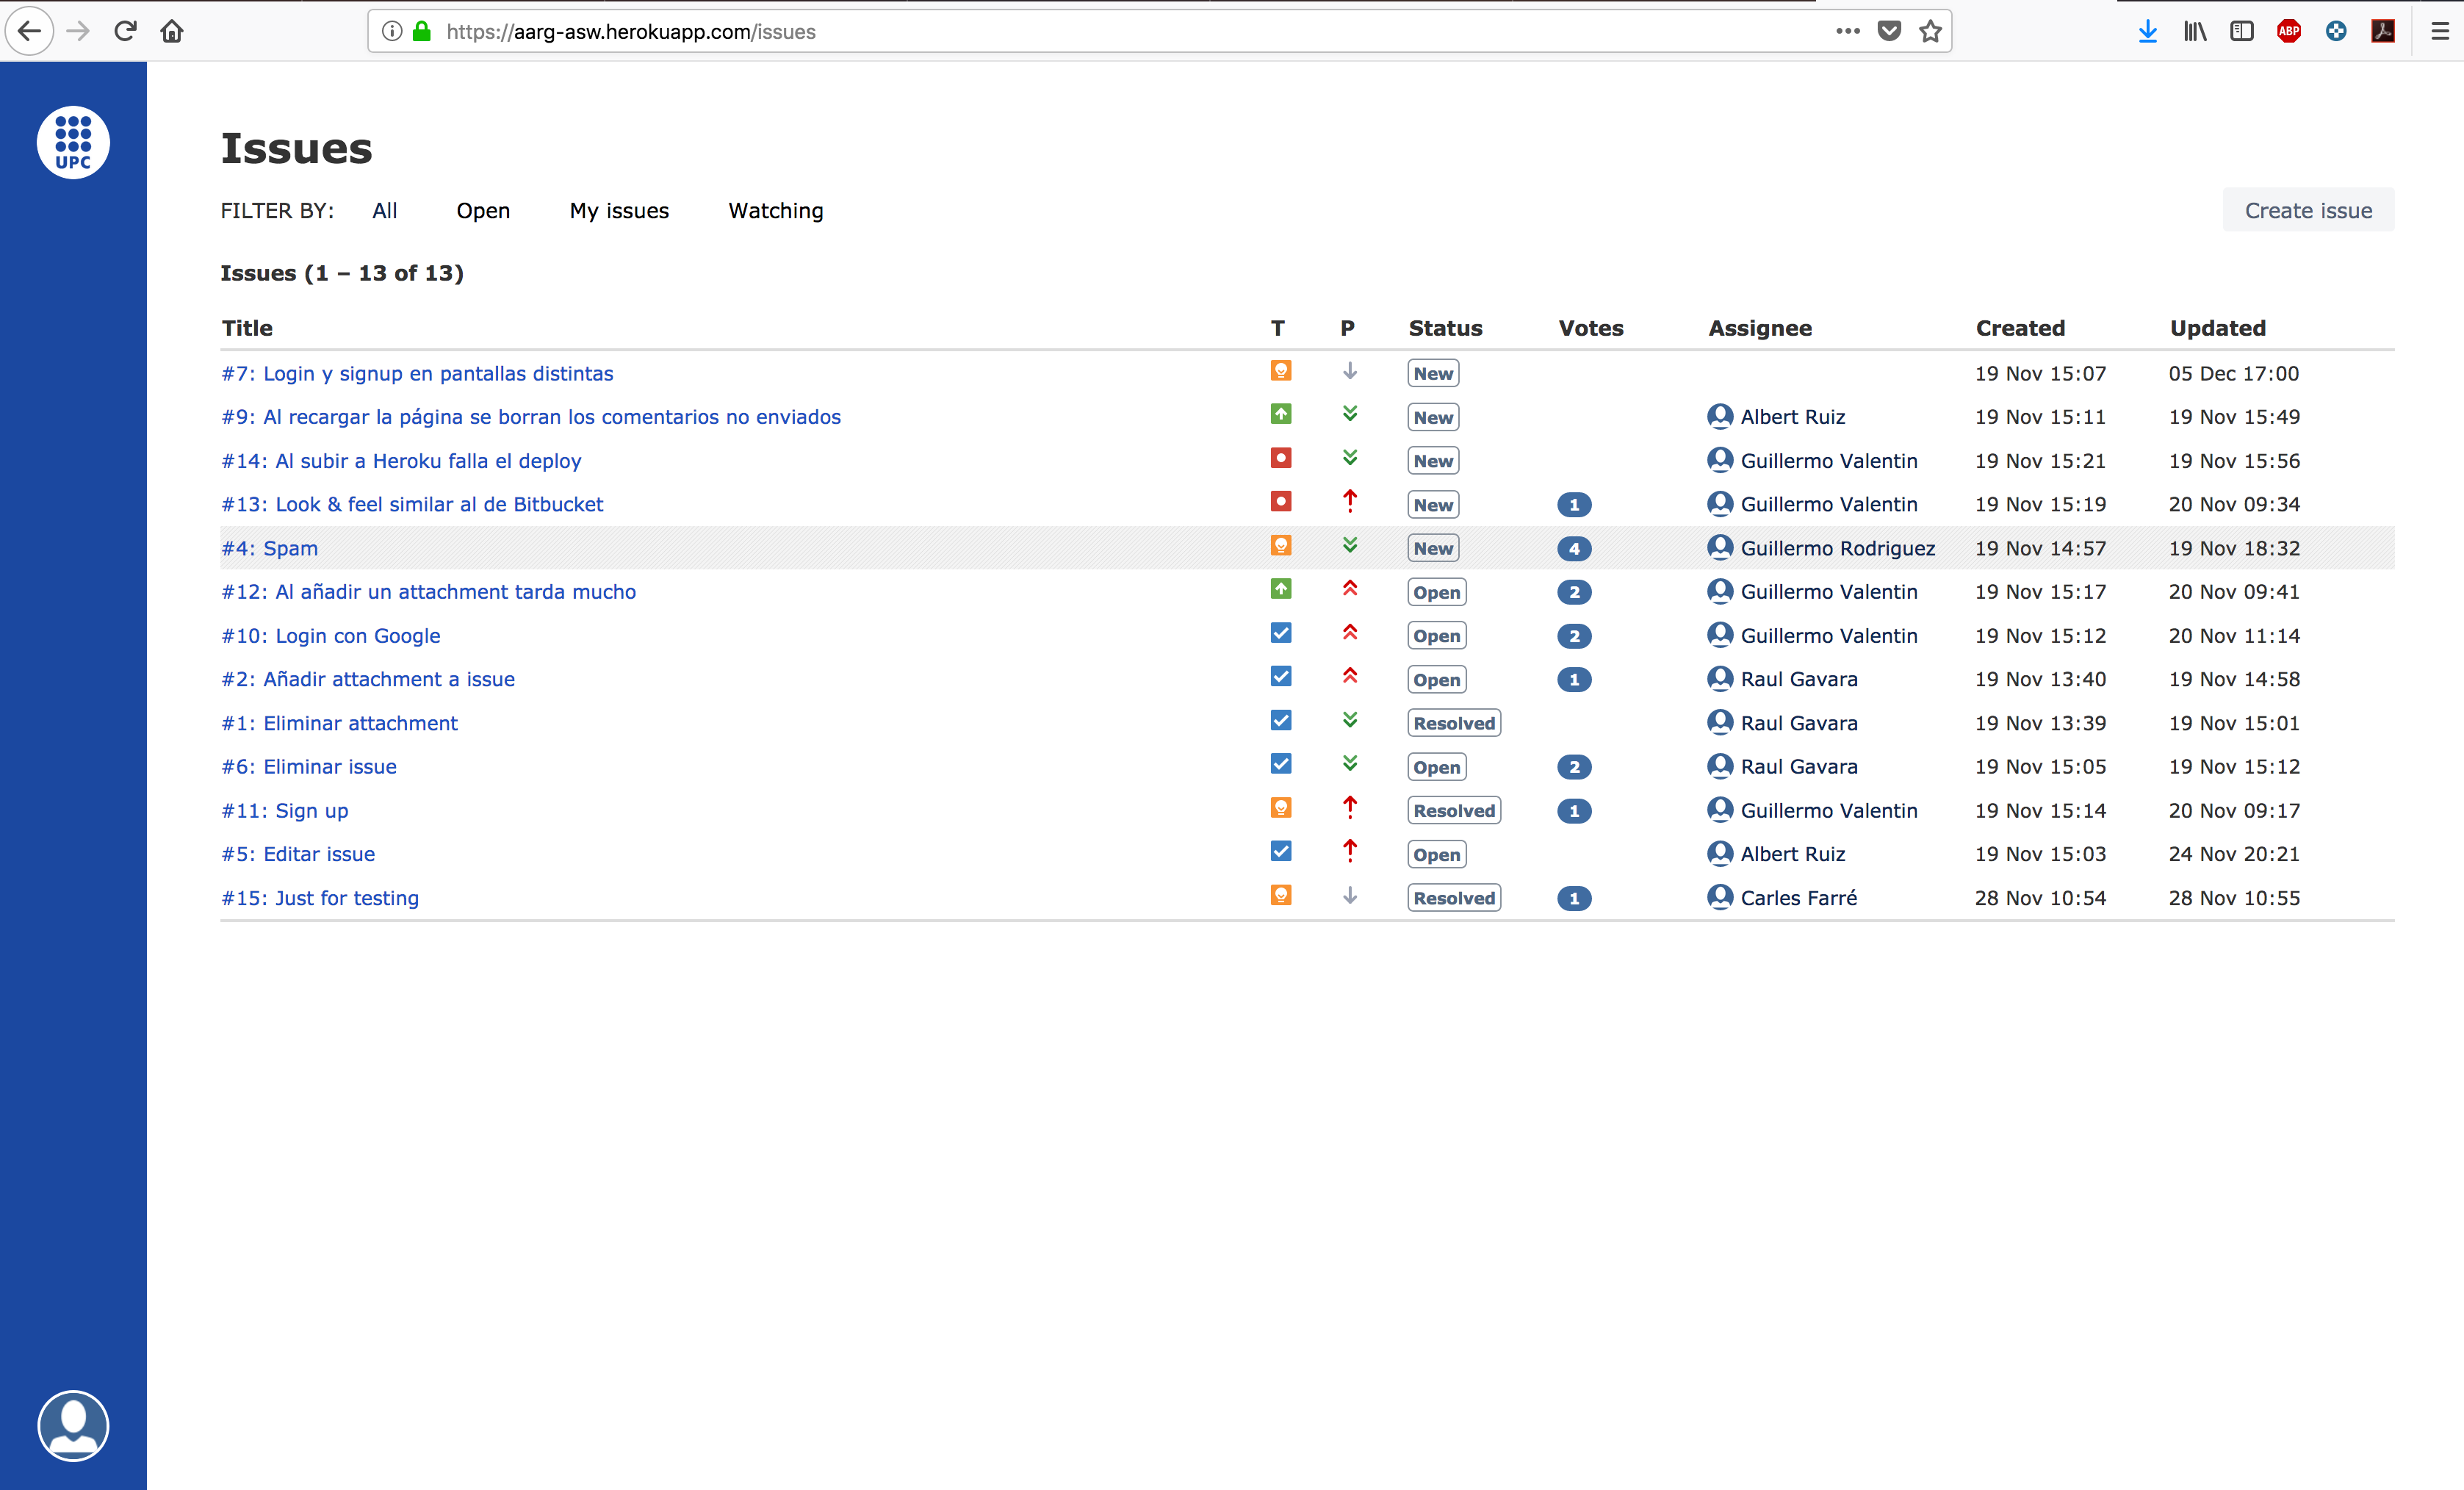 https://aarg-asw.herokuapp.com/issues
ABP
UPC
Issues
FILTER BY: All Open My issues Watching Create issue
Issues (1 – 13 of 13)
Title T P Status Votes Assignee Created Updated
#7: Login y signup en pantallas distintas New 19 Nov 15:07 05 Dec 17:00
#9: Al recargar la página se borran los comentarios no enviados New Albert Ruiz 19 Nov 15:11 19 Nov 15:49
#14: Al subir a Heroku falla el deploy New Guillermo Valentin 19 Nov 15:21 19 Nov 15:56
#13: Look & feel similar al de Bitbucket New 1 Guillermo Valentin 19 Nov 15:19 20 Nov 09:34
#4: Spam New 4 Guillermo Rodriguez 19 Nov 14:57 19 Nov 18:32
#12: Al añadir un attachment tarda mucho Open 2 Guillermo Valentin 19 Nov 15:17 20 Nov 09:41
#10: Login con Google Open 2 Guillermo Valentin 19 Nov 15:12 20 Nov 11:14
#2: Añadir attachment a issue Open 1 Raul Gavara 19 Nov 13:40 19 Nov 14:58
#1: Eliminar attachment Resolved Raul Gavara 19 Nov 13:39 19 Nov 15:01
#6: Eliminar issue Open 2 Raul Gavara 19 Nov 15:05 19 Nov 15:12
#11: Sign up Resolved 1 Guillermo Valentin 19 Nov 15:14 20 Nov 09:17
#5: Editar issue Open Albert Ruiz 19 Nov 15:03 24 Nov 20:21
#15: Just for testing Resolved 1 Carles Farré 28 Nov 10:54 28 Nov 10:55